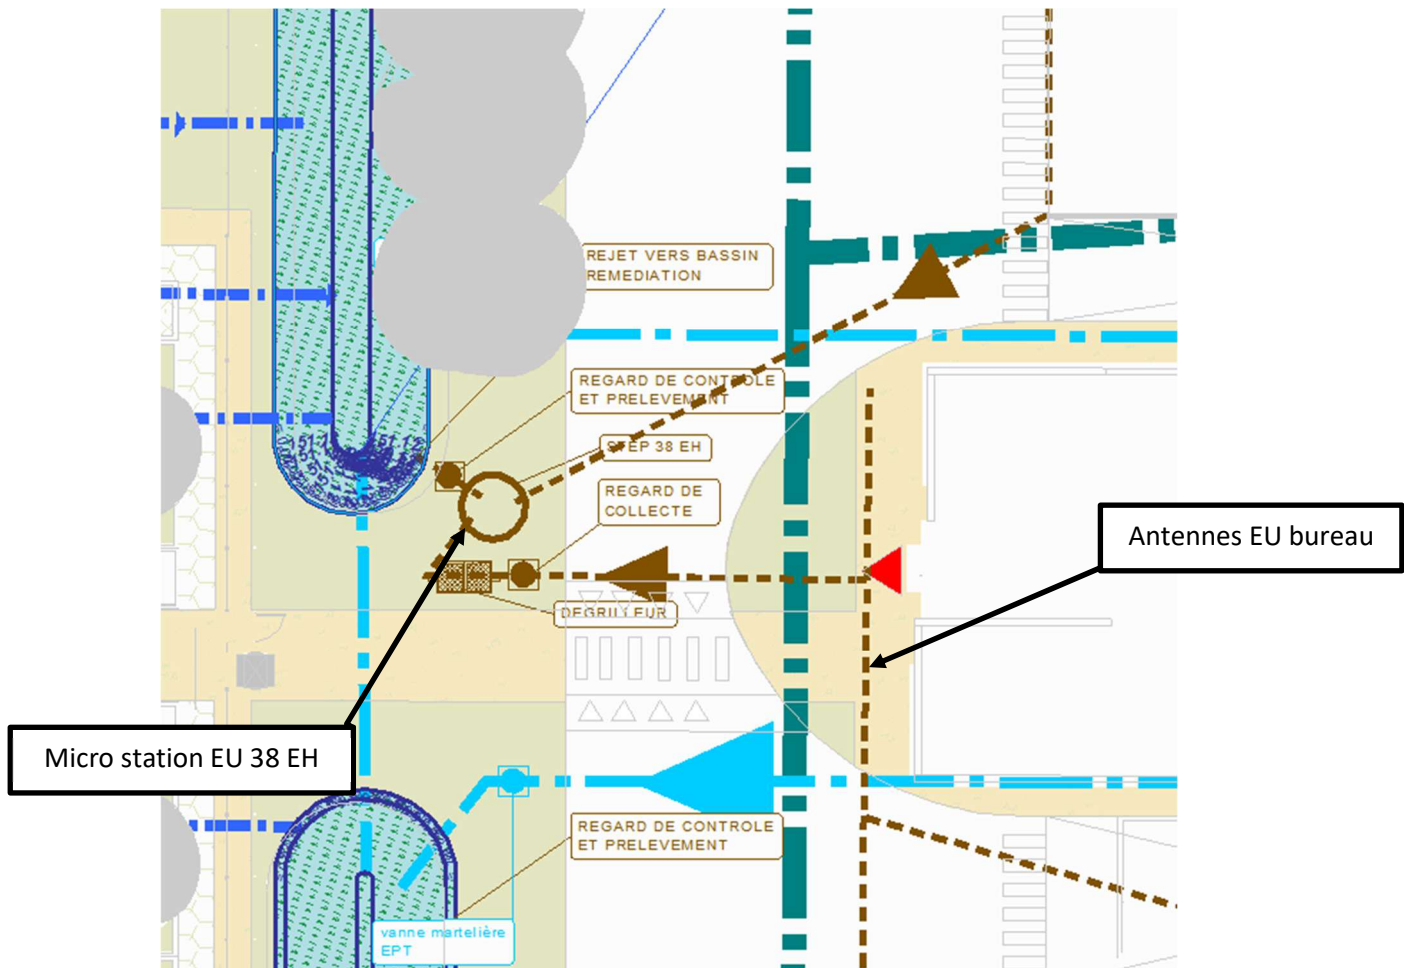 REJET VERS BASSIN
REMEDIATION
REGARD DE CONTROLE
ET PRELEVEMENT
STEP 38 EH
REGARD DE
COLLECTE
Antennes EU bureau
DEGRILLEUR
Micro station EU 38 EH
REGARD DE CONTROLE
ET PRELEVEMENT
vanne martelière
EPT